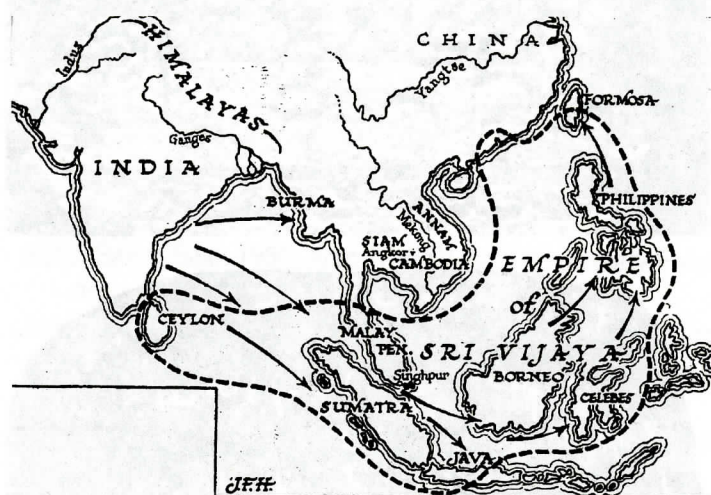 CHINA
Indus
HIMALAYAS
Yangtse
FORMOSA
Ganges
INDIA
BURMA
ANNAM
Mekong
PHILIPPINES
SIAM
Angkor
CAMBODIA
EMPIRE
of
SRI VIJAYA
CEYLON
MALAY
PEN.
Singhpur
BORNEO
CELEBES
SUMATRA
JAVA
J.F.H.